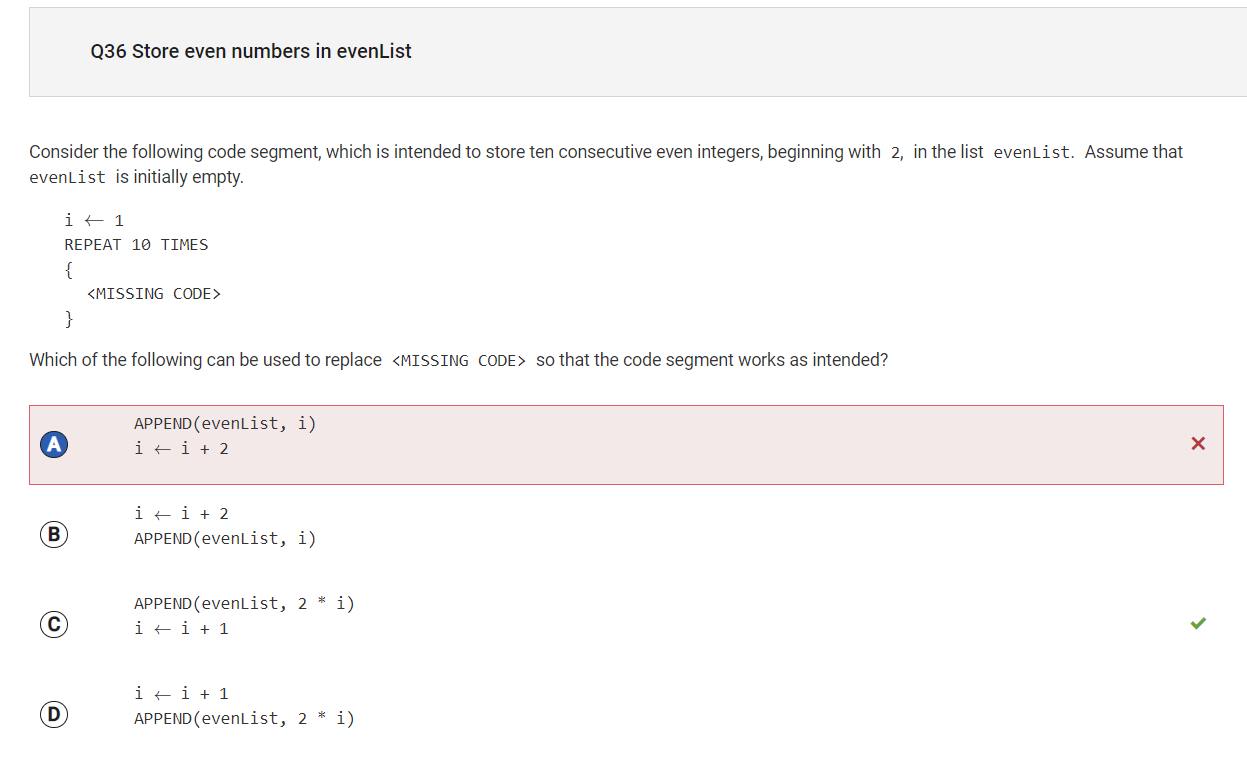 Q36 Store even numbers in evenList
Consider the following code segment, which is intended to store ten consecutive even integers, beginning with 2, in the list evenList. Assume that
evenList is initially empty.
i ← 1
REPEAT 10 TIMES
{
<MISSING CODE>
}
Which of the following can be used to replace <MISSING CODE> so that the code segment works as intended?
A
APPEND(evenList, i)
i ← i + 2
B
i ← i + 2
APPEND(evenList, i)
C
APPEND(evenList, 2 * i)
i ← i + 1
D
i ← i + 1
APPEND(evenList, 2 * i)